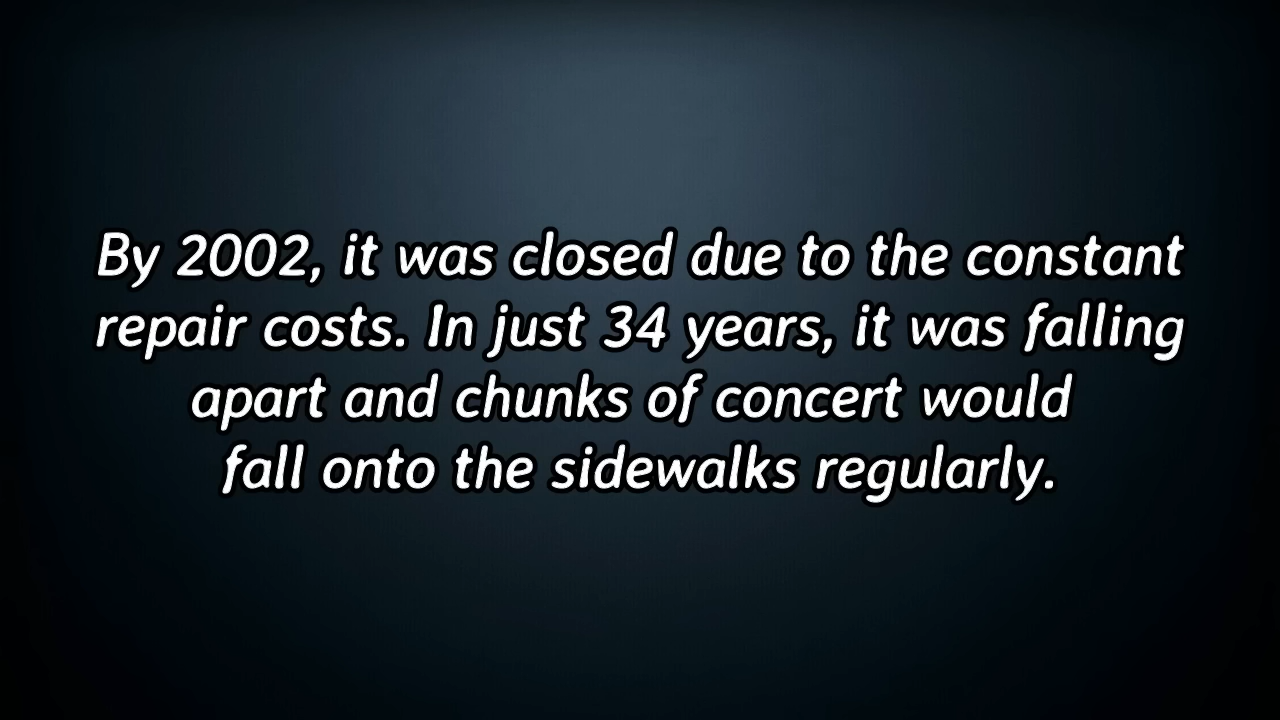 By 2002, it was closed due to the constant
repair costs. In just 34 years, it was falling
apart and chunks of concert would
fall onto the sidewalks regularly.